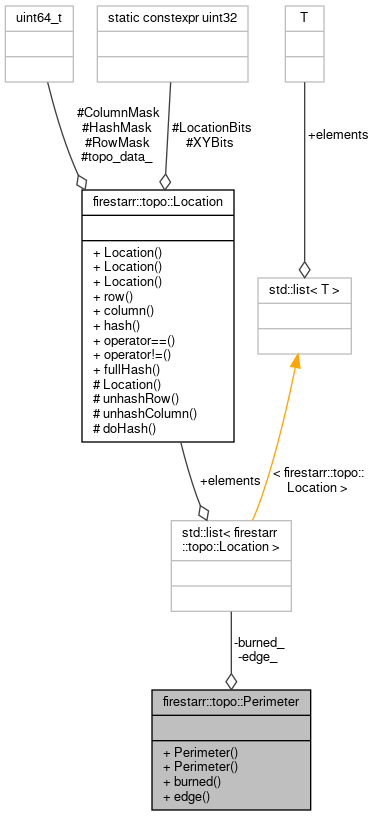 uint64_t
static constexpr uint32
T
#ColumnMask
#HashMask
#RowMask
#topo_data_
#LocationBits
#XYBits
+elements
firestarr::topo::Location
+ Location()
+ Location()
+ Location()
+ row()
+ column()
+ hash()
+ operator==()
+ operator!=()
+ fullHash()
# Location()
# unhashRow()
# unhashColumn()
# doHash()
std::list< T >
+elements
< firestarr::topo::
Location >
std::list< firestarr
::topo::Location >
-burned_
-edge_
firestarr::topo::Perimeter
+ Perimeter()
+ Perimeter()
+ burned()
+ edge()